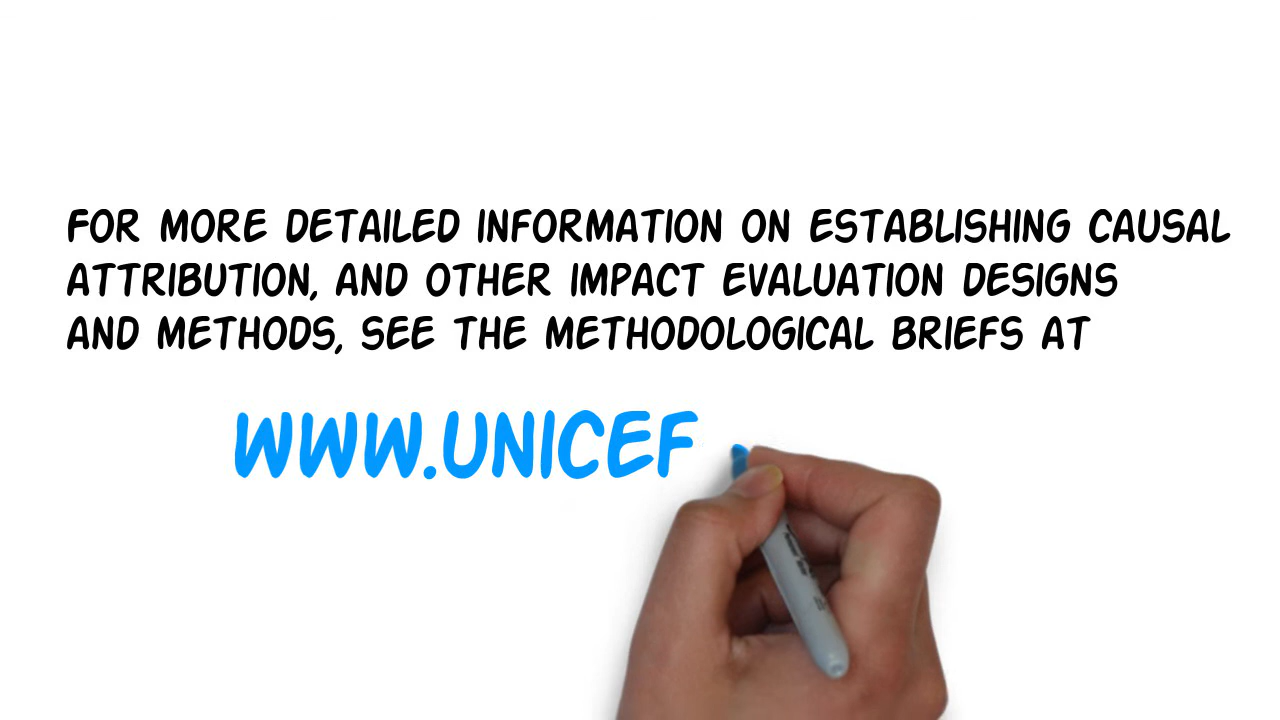 FOR MORE DETAILED INFORMATION ON ESTABLISHING CAUSAL
ATTRIBUTION, AND OTHER IMPACT EVALUATION DESIGNS
AND METHODS, SEE THE METHODOLOGICAL BRIEFS AT
WWW.UNICEF